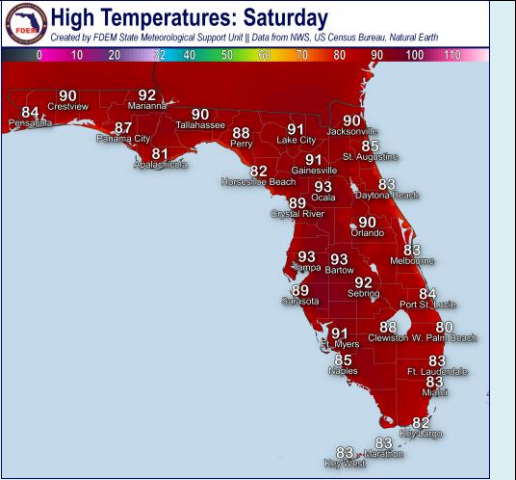 High Temperatures: Saturday
Created by FDEM State Meteorological Support Unit || Data from NWS, US Census Bureau, Natural Earth
FDEM
0 10 20 32 40 50 60 70 80 90 100 110
90
Crestview
92
Marianna
84
Pensacola
87
Panama City
90
Tallahassee
81
Apalachicola
88
Perry
91
Lake City
90
Jacksonville
85
St. Augustine
91
Gainesville
82
Horseshoe Beach
93
Ocala
83
Daytona Beach
89
Crystal River
90
Orlando
83
Melbourne
93
Tampa
93
Bartow
92
Sebring
89
Sarasota
84
Port St. Lucie
91
Ft. Myers
88
Clewiston
80
W. Palm Beach
85
Naples
83
Ft. Lauderdale
83
Miami
82
Key Largo
83
Marathon
83
Key West